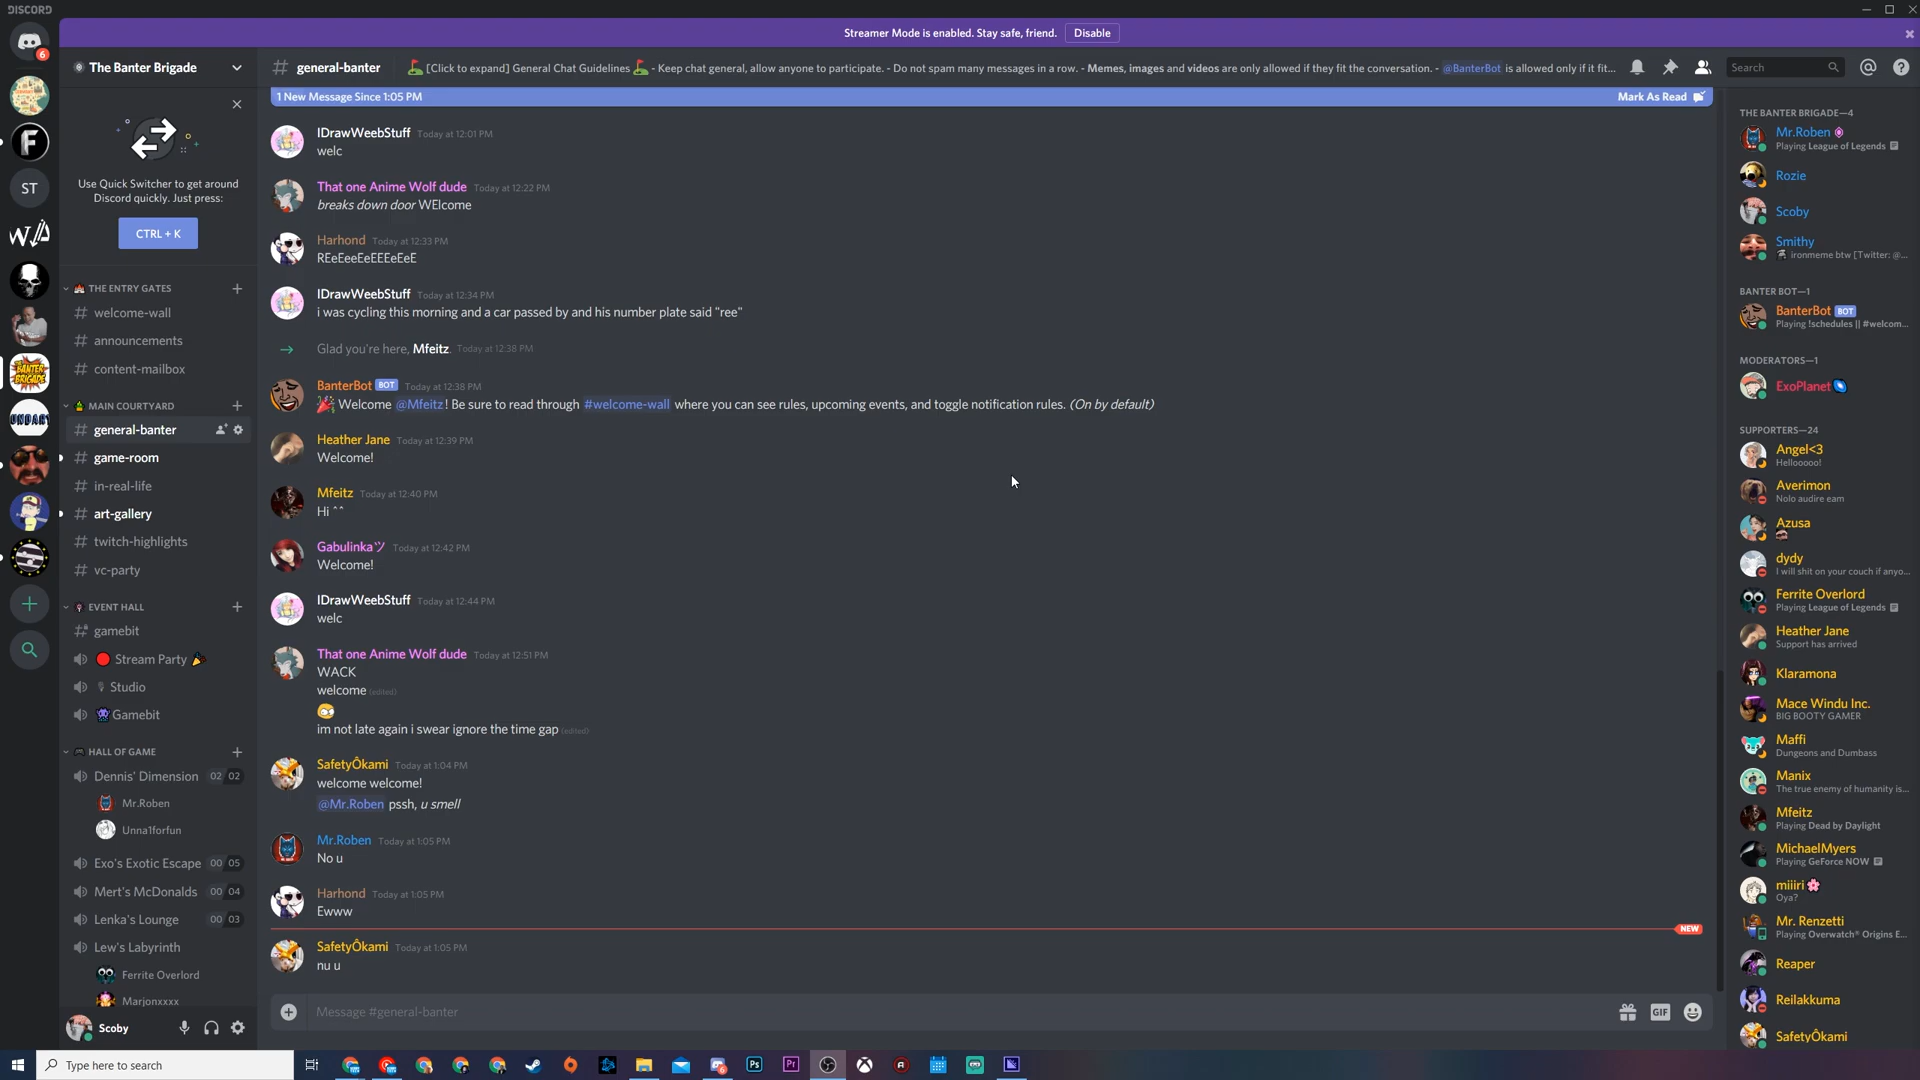 DISCORD
Streamer Mode is enabled. Stay safe, friend.
Disable
6
The Banter Brigade
general-banter
[Click to expand] General Chat Guidelines - Keep chat general, allow anyone to participate. - Do not spam many messages in a row. - Memes, images and videos are only allowed if they fit the conversation. - @BanterBot is allowed only if it fit...
Search
1 New Message Since 1:05 PM
Mark As Read
Use Quick Switcher to get around
Discord quickly. Just press:
CTRL + K
ST
THE ENTRY GATES
welcome-wall
announcements
content-mailbox
MAIN COURTYARD
general-banter
game-room
in-real-life
art-gallery
twitch-highlights
vc-party
EVENT HALL
gamebit
Stream Party
Studio
Gamebit
HALL OF GAME
Dennis' Dimension 02 02
Mr.Roben
Unna1forfun
Exo's Exotic Escape 00 05
Mert's McDonalds 00 04
Lenka's Lounge 00 03
Lew's Labyrinth
Ferrite Overlord
Marjonxxxx
Scoby
IDrawWeebStuff Today at 12:01 PM
welc
That one Anime Wolf dude Today at 12:22 PM
breaks down door WElcome
Harhond Today at 12:33 PM
REeEeeEeEEEeEeE
IDrawWeebStuff Today at 12:34 PM
i was cycling this morning and a car passed by and his number plate said "ree"
Glad you're here, Mfeitz. Today at 12:38 PM
BanterBot BOT Today at 12:38 PM
Welcome @Mfeitz! Be sure to read through #welcome-wall where you can see rules, upcoming events, and toggle notification rules. (On by default)
Heather Jane Today at 12:39 PM
Welcome!
Mfeitz Today at 12:40 PM
Hi ^^
Gabulinkaツ Today at 12:42 PM
Welcome!
IDrawWeebStuff Today at 12:44 PM
welc
That one Anime Wolf dude Today at 12:51 PM
WACK
welcome (edited)
im not late again i swear ignore the time gap (edited)
SafetyÔkami Today at 1:04 PM
welcome welcome!
@Mr.Roben pssh, u smell
Mr.Roben Today at 1:05 PM
No u
Harhond Today at 1:05 PM
Ewww
NEW
SafetyÔkami Today at 1:05 PM
nu u
Message #general-banter
GIF
THE BANTER BRIGADE—4
Mr.Roben
Playing League of Legends
Rozie
Scoby
Smithy
ironmeme btw [Twitter: @...
BANTER BOT—1
BanterBot BOT
Playing !schedules || #welcom...
MODERATORS—1
ExoPlanet
SUPPORTERS—24
Angel<3
Hellooooo!
Averimon
Nolo audire eam
Azusa
dydy
I will shit on your couch if anyo...
Ferrite Overlord
Playing League of Legends
Heather Jane
Support has arrived
Klaramona
Mace Windu Inc.
BIG BOOTY GAMER
Maffi
Dungeons and Dumbass
Manix
The true enemy of humanity is...
Mfeitz
Playing Dead by Daylight
MichaelMyers
Playing GeForce NOW
miiiri
Oya?
Mr. Renzetti
Playing Overwatch® Origins E...
Reaper
Reilakkuma
SafetyÔkami
Type here to search
Ps
Pr